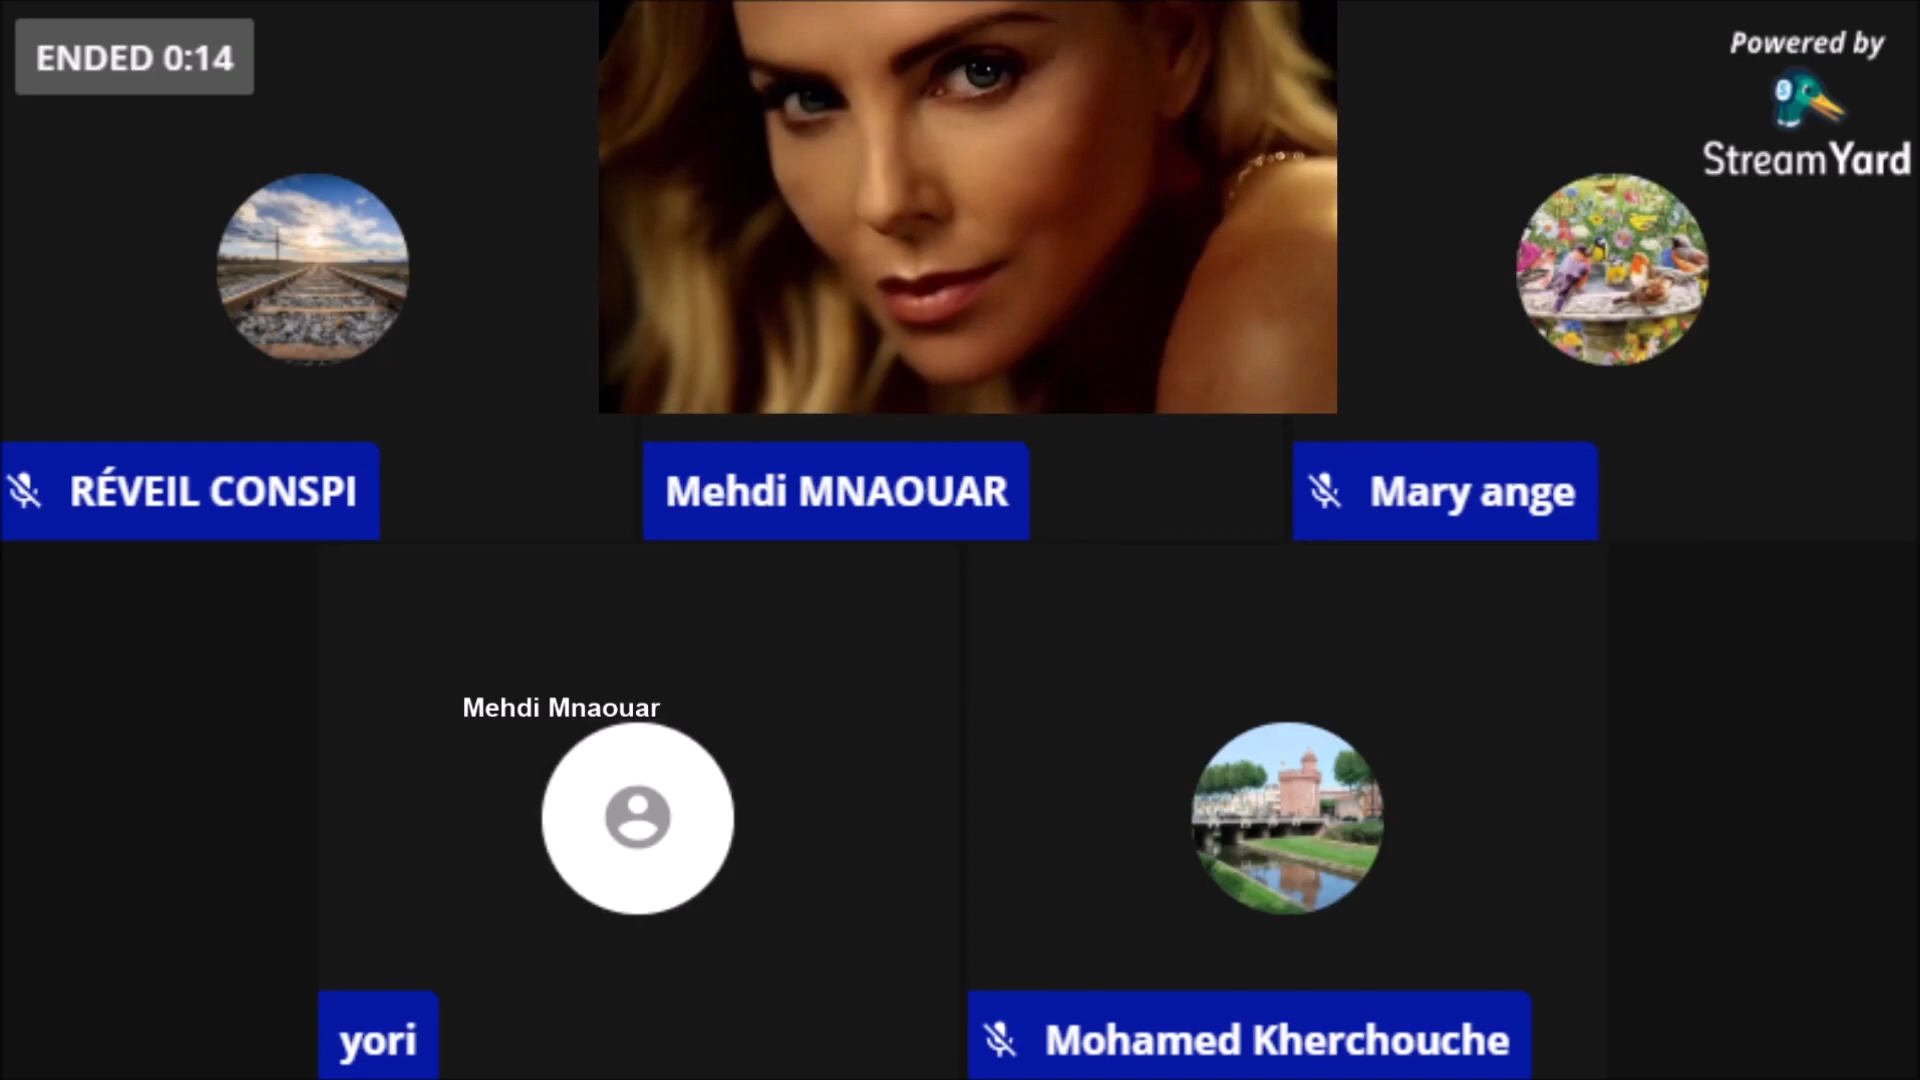 ENDED 0:14
Powered by
StreamYard
RÉVEIL CONSPI
Mehdi MNAOUAR
Mary ange
Mehdi Mnaouar
yori
Mohamed Kherchouche